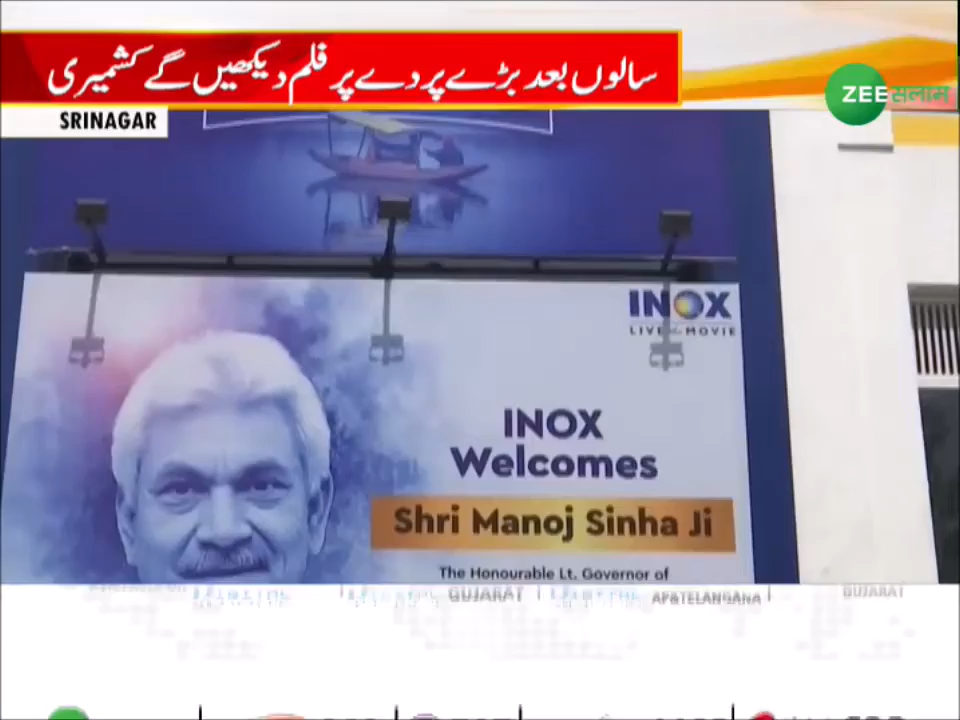 سالوں بعد بڑے پردے پر فلم دیکھیں گے کشمیری
ZEE सलाम
SRINAGAR
INOX
LIVE the MOVIE
INOX
Welcomes
Shri Manoj Sinha Ji
The Honourable Lt. Governor of
GUJARAT
AP&TELANGANA
GUJARAT